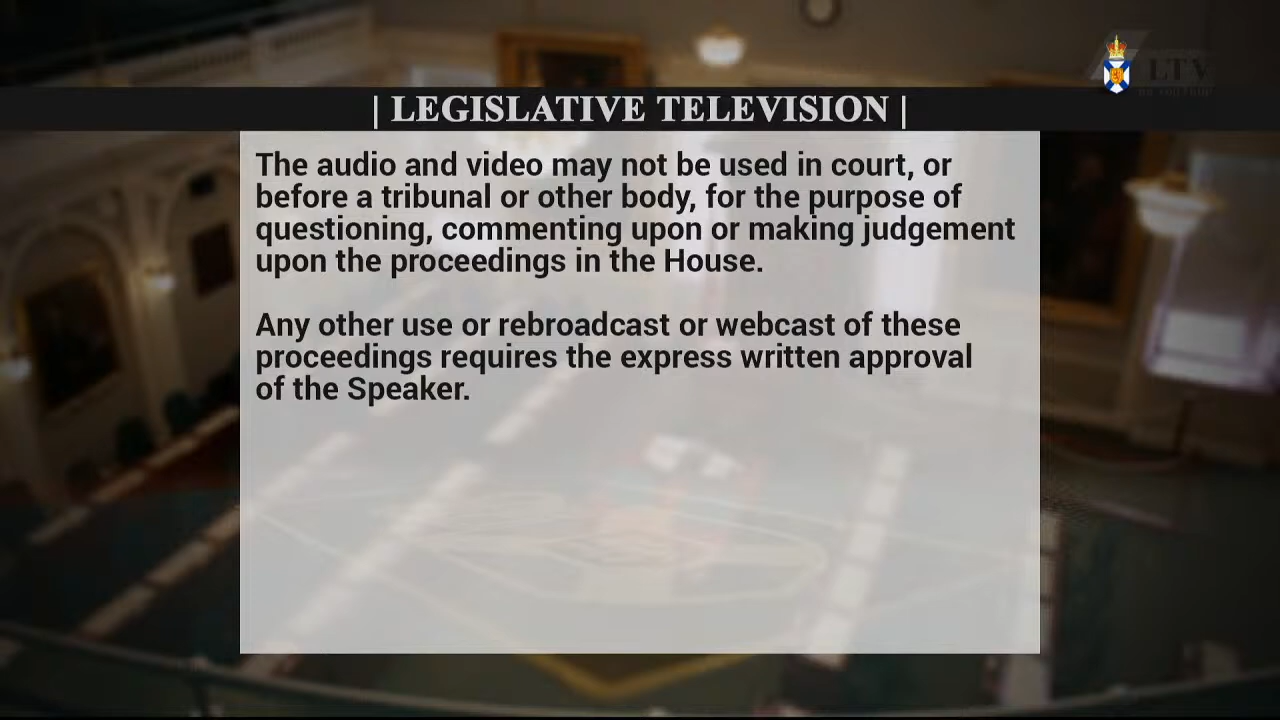 LTV
| LEGISLATIVE TELEVISION |
The audio and video may not be used in court, or
before a tribunal or other body, for the purpose of
questioning, commenting upon or making judgement
upon the proceedings in the House.
Any other use or rebroadcast or webcast of these
proceedings requires the express written approval
of the Speaker.